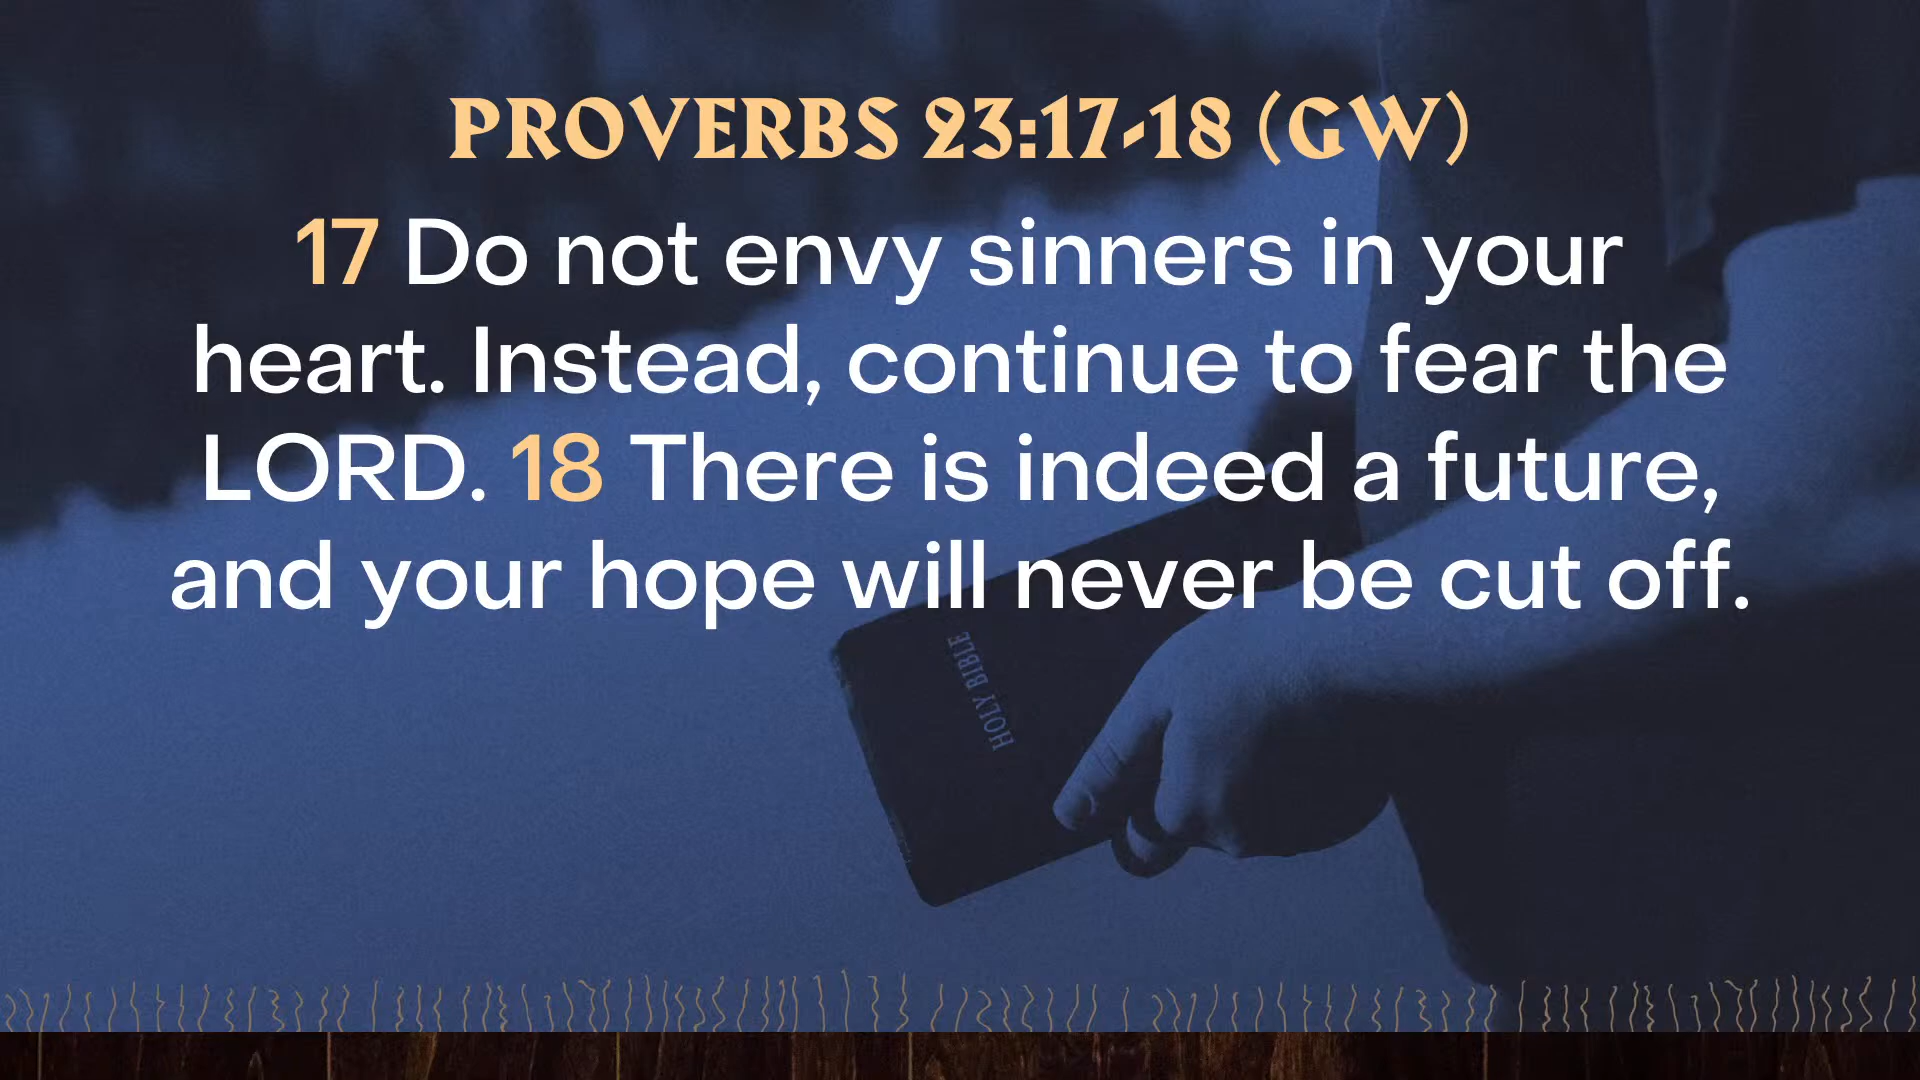 PROVERBS 23:17-18 (GW)
17 Do not envy sinners in your
heart. Instead, continue to fear the
LORD. 18 There is indeed a future,
and your hope will never be cut off.
HOLY BIBLE